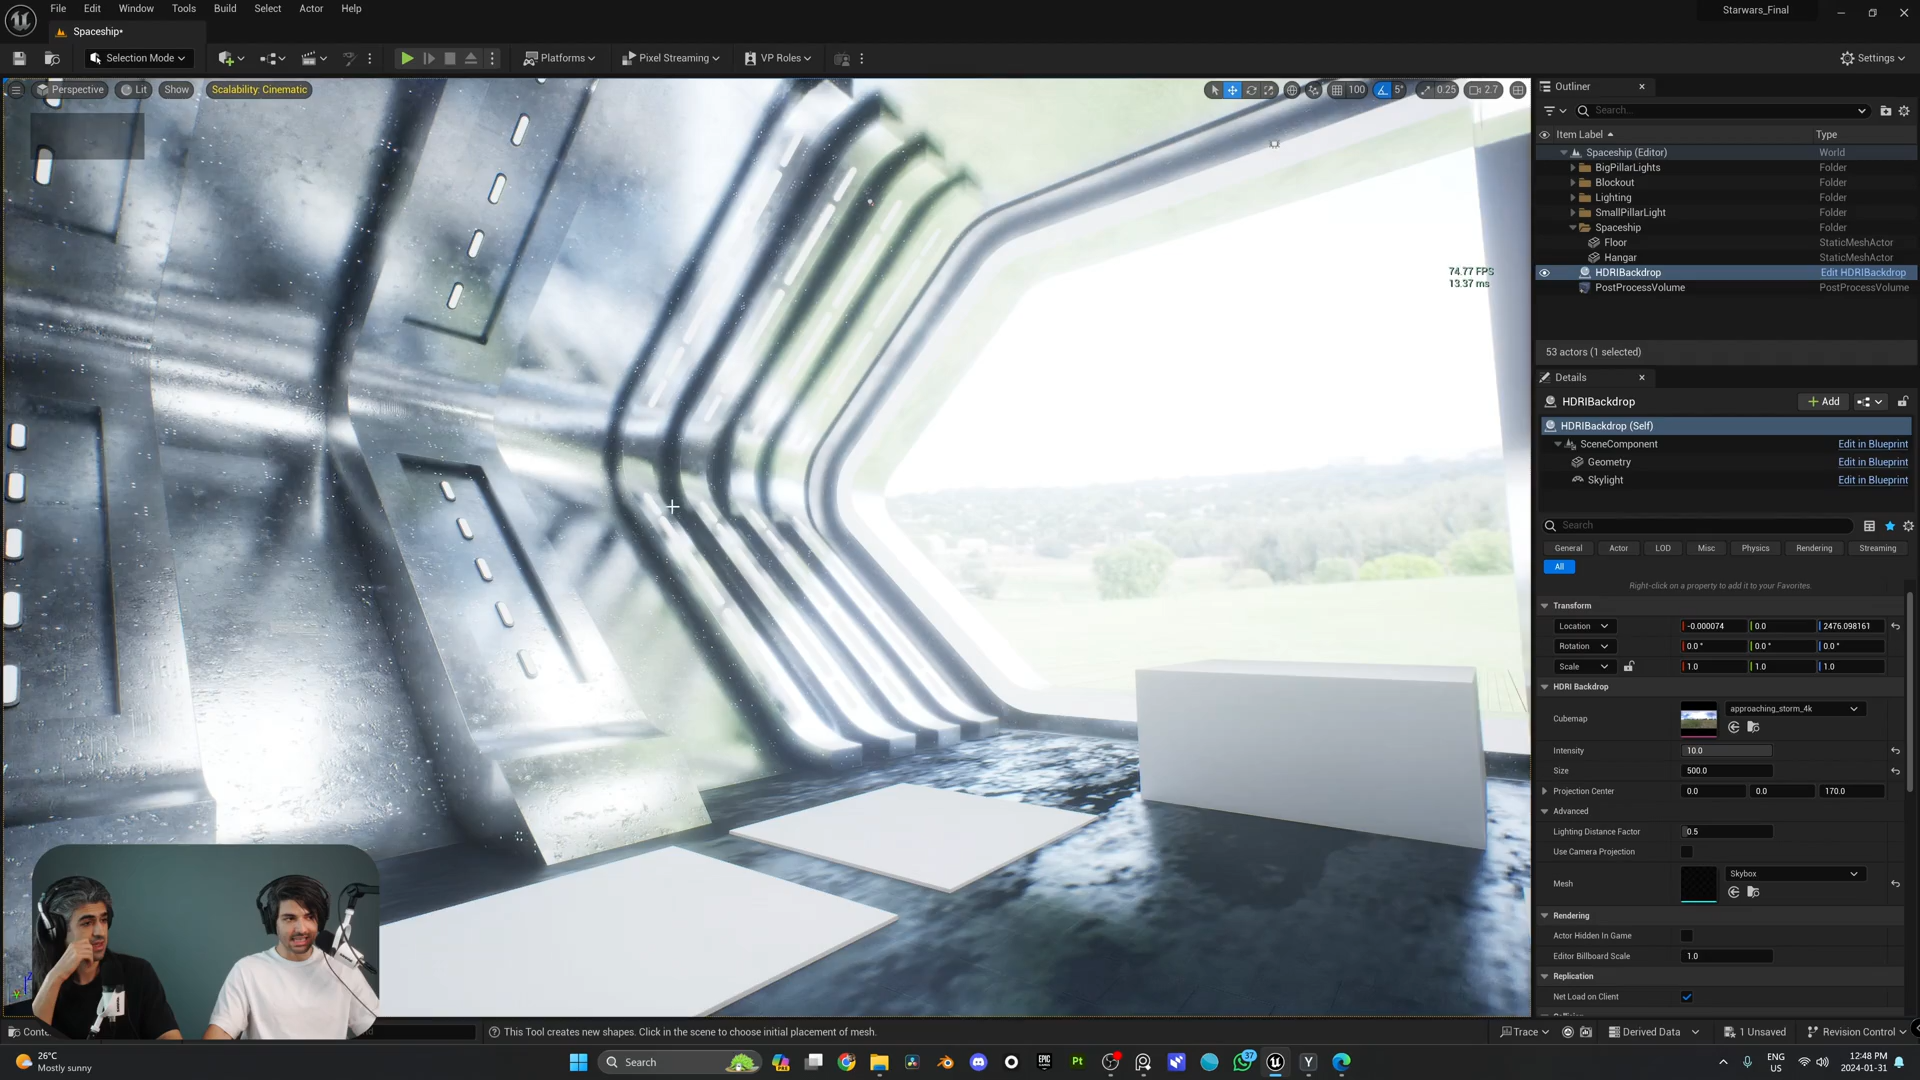 File Edit Window Tools Build Select Actor Help
Starwars_Final
Spaceship*
Selection Mode
Platforms
Pixel Streaming
VP Roles
Settings
Perspective
Lit
Show
Scalability: Cinematic
100
5°
0.25
2.7
74.77 FPS
13.37 ms
Outliner
Search...
Item Label
Type
Spaceship (Editor) World
BigPillarLights Folder
Blockout Folder
Lighting Folder
SmallPillarLight Folder
Spaceship Folder
Floor StaticMeshActor
Hangar StaticMeshActor
HDRIBackdrop Edit HDRIBackdrop
PostProcessVolume PostProcessVolume
53 actors (1 selected)
Details
HDRIBackdrop
Add
HDRIBackdrop (Self)
SceneComponent Edit in Blueprint
Geometry Edit in Blueprint
Skylight Edit in Blueprint
Search
General Actor LOD Misc Physics Rendering Streaming
All
Right-click on a property to add it to your Favorites.
Transform
Location -0.000074 0.0 2476.098161
Rotation 0.0 ° 0.0 ° 0.0 °
Scale 1.0 1.0 1.0
HDRI Backdrop
Cubemap approaching_storm_4k
Intensity 10.0
Size 500.0
Projection Center 0.0 0.0 170.0
Advanced
Lighting Distance Factor 0.5
Use Camera Projection
Mesh Skybox
Rendering
Actor Hidden In Game
Editor Billboard Scale 1.0
Replication
Net Load on Client
Conte
This Tool creates new shapes. Click in the scene to choose initial placement of mesh.
Trace
Derived Data
1 Unsaved
Revision Control
26°C
Mostly sunny
Search
EPIC
Pt
37
Y
ENG
US
12:48 PM
2024-01-31